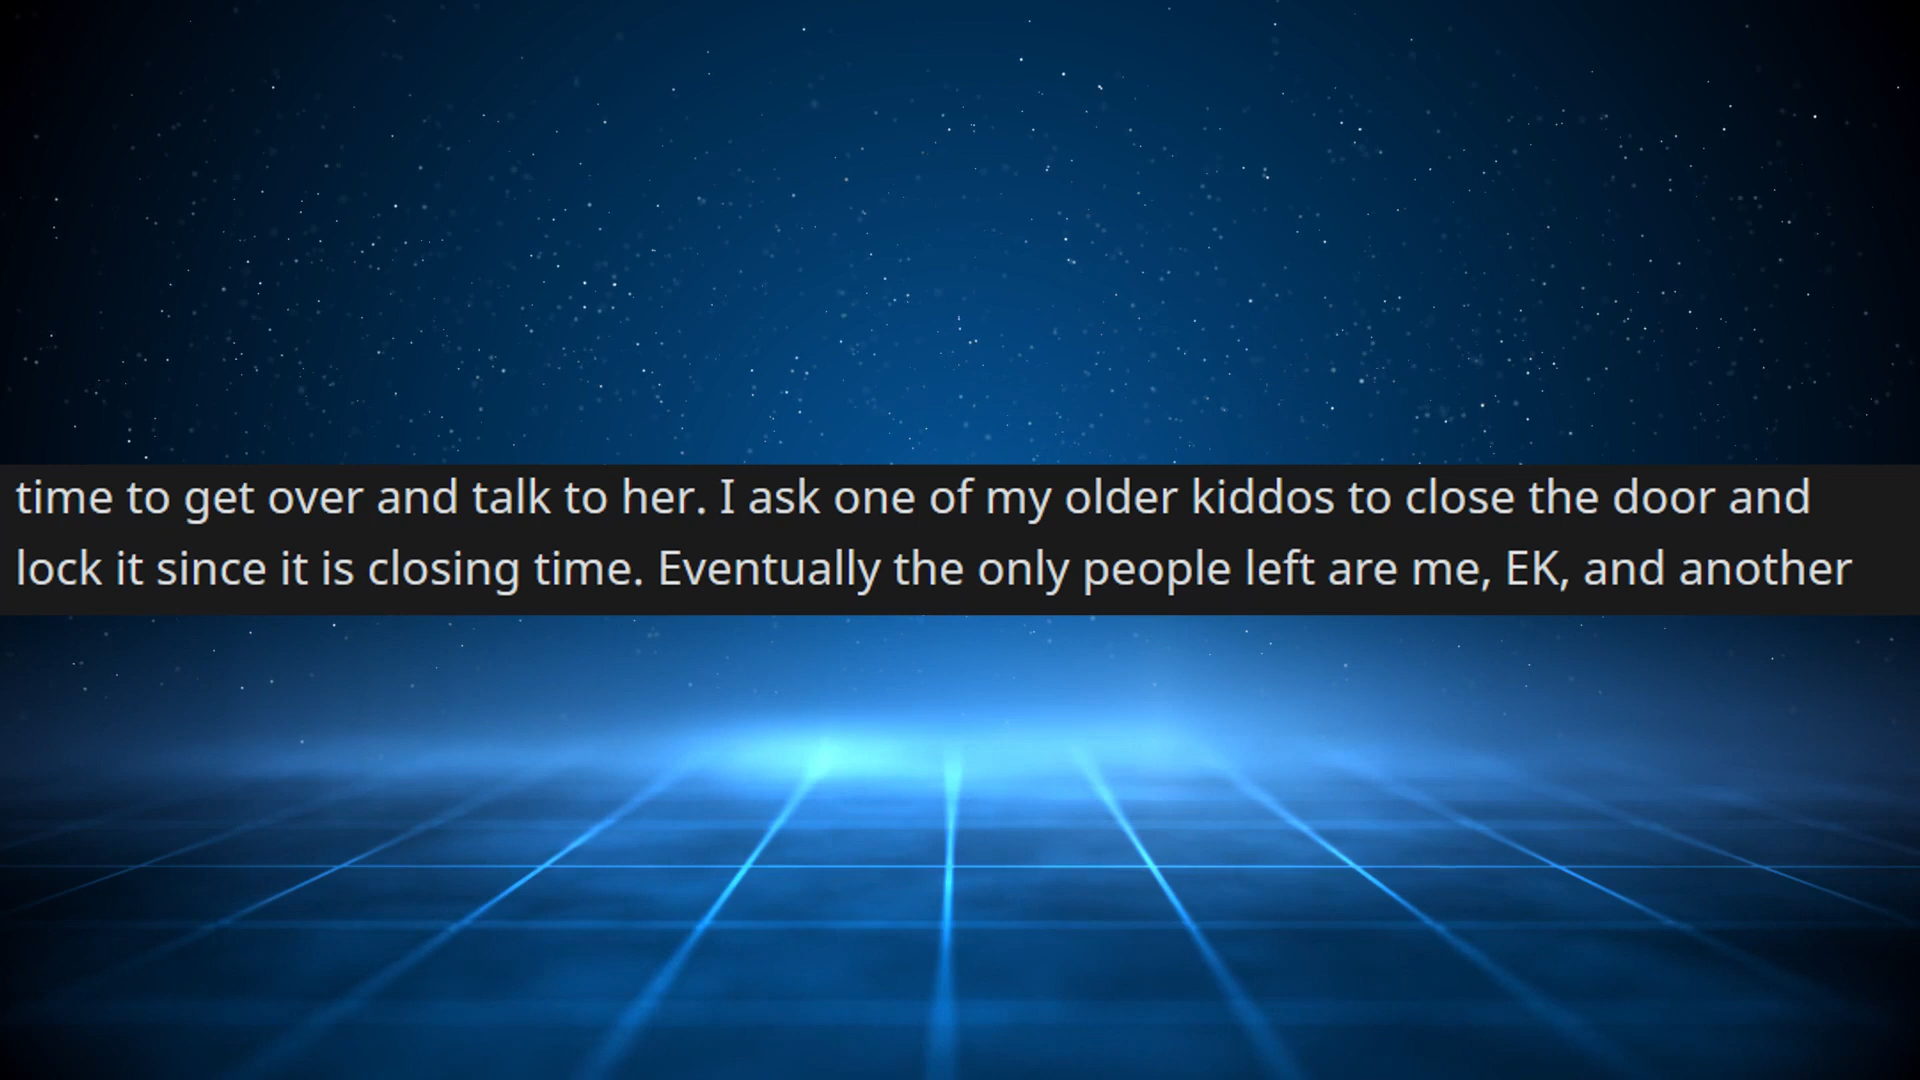 time to get over and talk to her. I ask one of my older kiddos to close the door and
lock it since it is closing time. Eventually the only people left are me, EK, and another